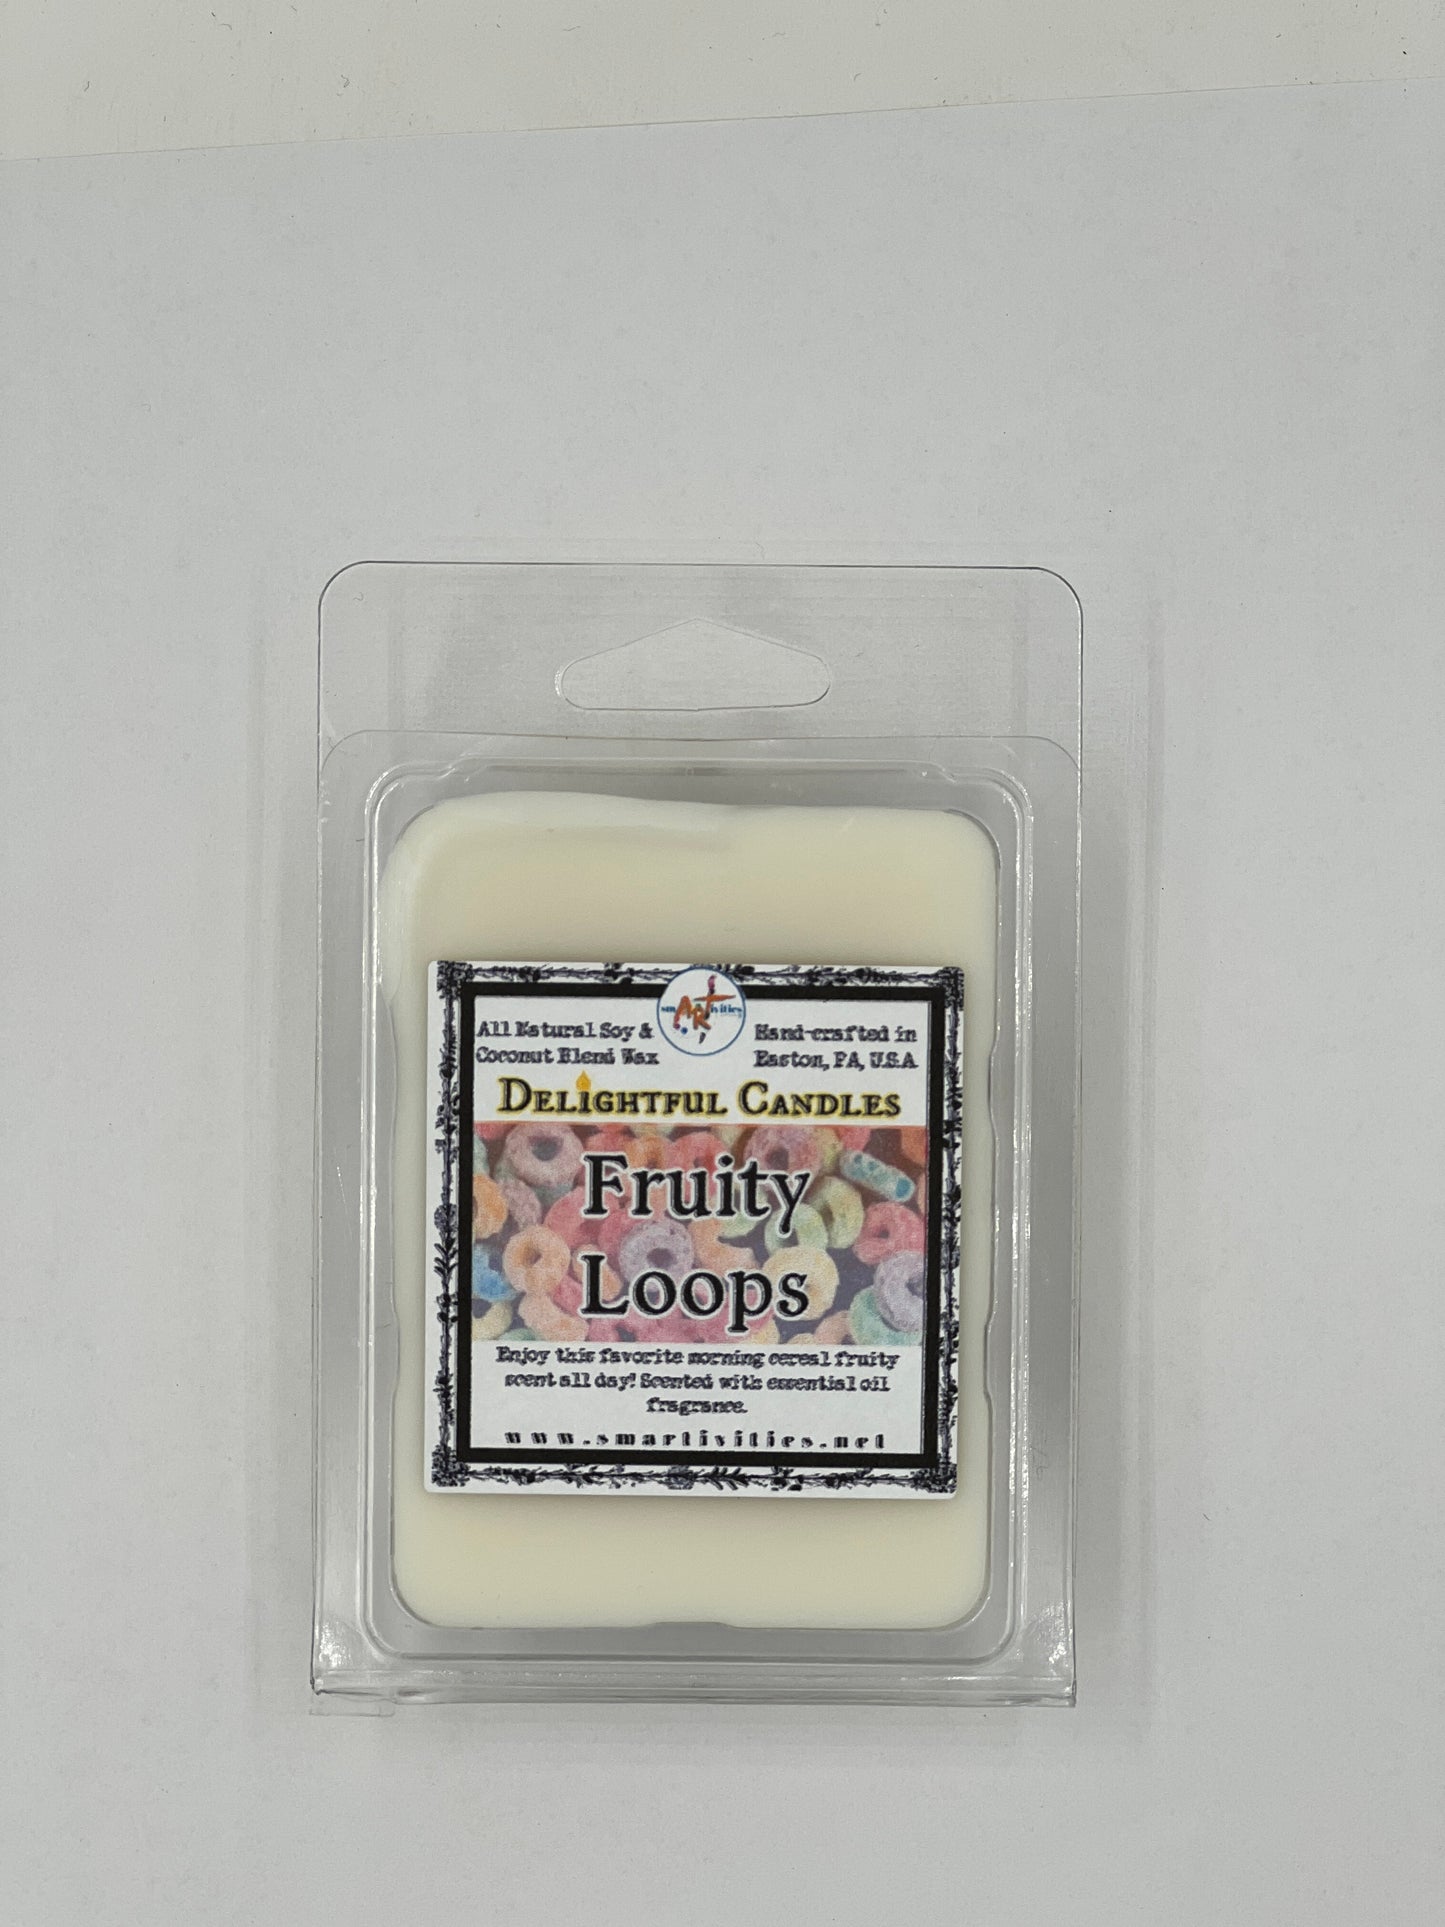 smARTivities
All Natural Soy &
Coconut Blend Wax
Hand-crafted in
Easton, PA, U.S.A
Delightful Candles
Fruity
Loops
Enjoy this favorite morning cereal fruity
scent all day! Scented with essential oil
fragrance.
www.smartivities.net